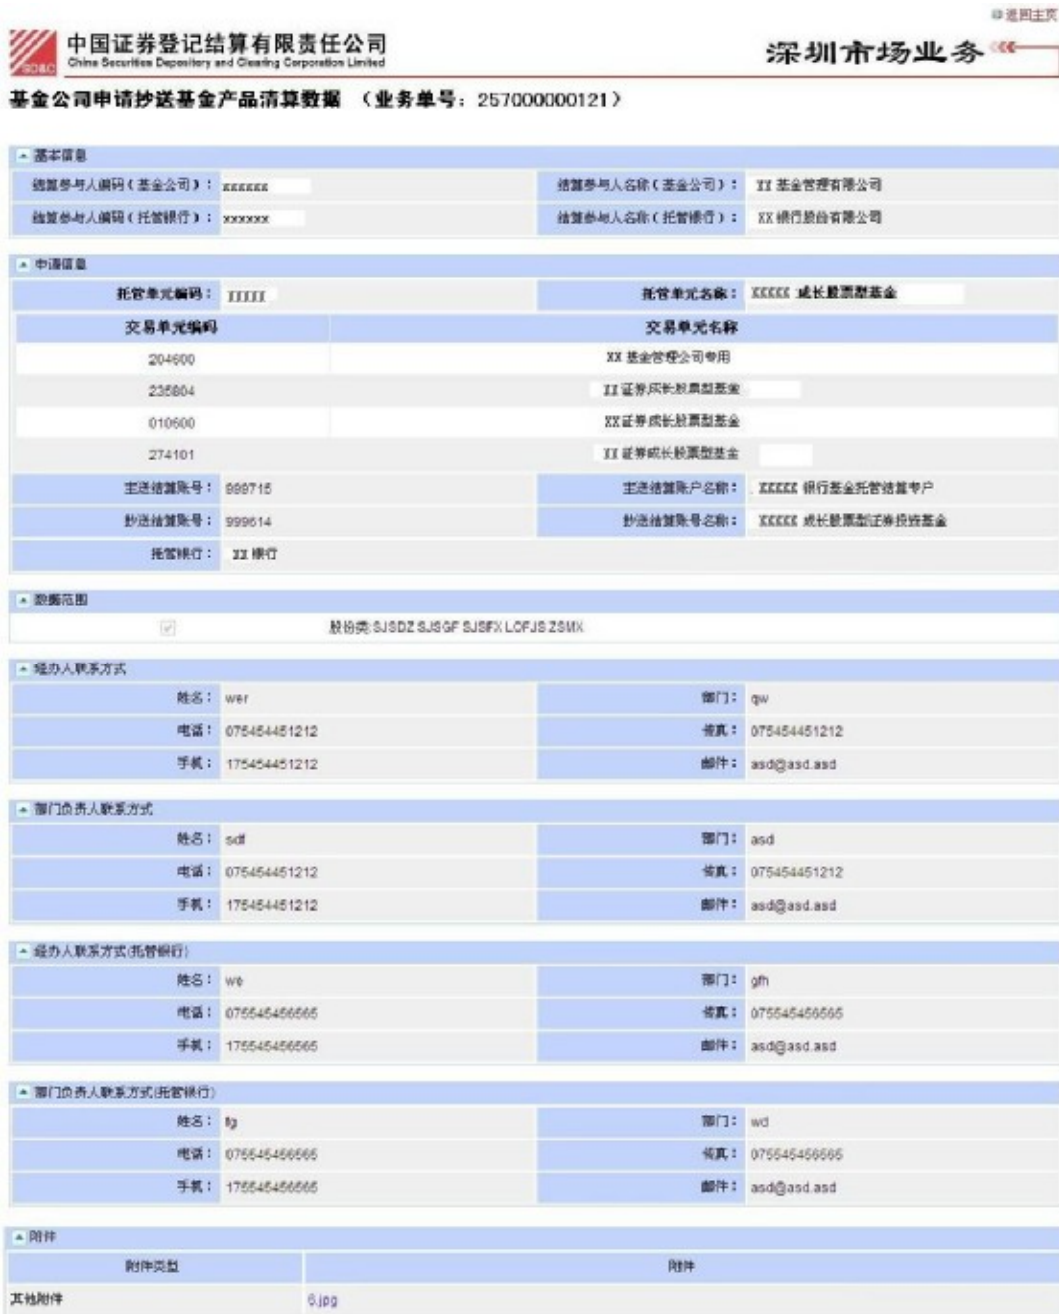 返回主页
中国证券登记结算有限责任公司
China Securities Depository and Clearing Corporation Limited
SD&C
深圳市场业务
基金公司申请抄送基金产品清算数据 (业务单号: 257000000121)
基本信息
结算参与人编码(基金公司): xxxxxx 结算参与人名称(基金公司): XX 基金管理有限公司
结算参与人编码(托管银行): xxxxxx 结算参与人名称(托管银行): XX 银行股份有限公司
申请信息
托管单元编码: XXXXX 托管单元名称: XXXXX 成长股票型基金
交易单元编码 交易单元名称
204600 XX 基金管理公司专用
235804 XX 证券成长股票型基金
010600 XX 证券成长股票型基金
274101 XX 证券成长股票型基金
主送结算账号: 999715 主送结算账户名称: XXXXX 银行基金托管结算专户
抄送结算账号: 999614 抄送结算账号名称: XXXXX 成长股票型证券投资基金
托管银行: XX 银行
数据范围
股份类:SJSDZ SJSGF SJSFX LOFJS ZSMX
经办人联系方式
姓名: wer 部门: qw
电话: 075454451212 传真: 075454451212
手机: 175454451212 邮件: asd@asd.asd
部门负责人联系方式
姓名: sdf 部门: asd
电话: 075454451212 传真: 075454451212
手机: 175454451212 邮件: asd@asd.asd
经办人联系方式(托管银行)
姓名: we 部门: gfh
电话: 075545456565 传真: 075545456565
手机: 175545456565 邮件: asd@asd.asd
部门负责人联系方式(托管银行)
姓名: fg 部门: wd
电话: 075545456565 传真: 075545456565
手机: 175545456565 邮件: asd@asd.asd
附件
附件类型 附件
其他附件 6.jpg